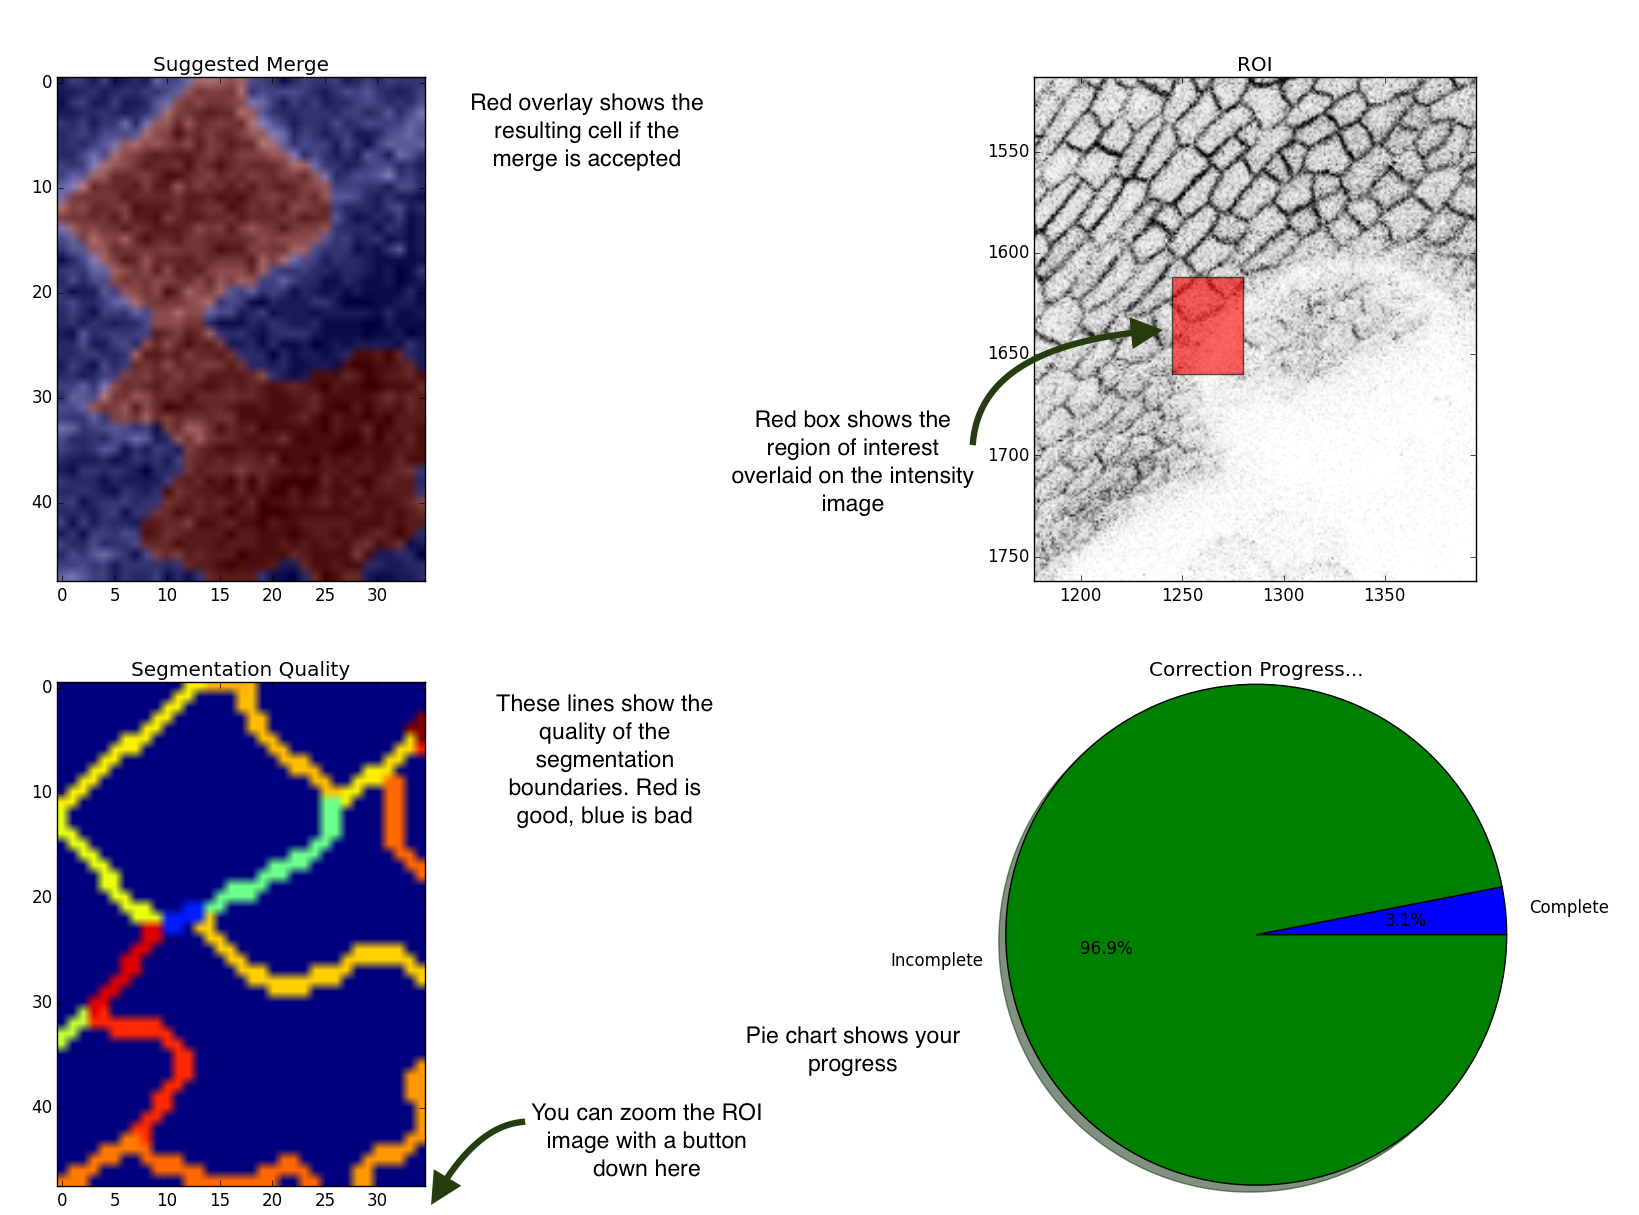 Suggested Merge
0
10
20
30
40
0 5 10 15 20 25 30
Red overlay shows the
resulting cell if the
merge is accepted
ROI
1550
1600
1650
1700
1750
1200 1250 1300 1350
Red box shows the
region of interest
overlaid on the intensity
image
Segmentation Quality
0
10
20
30
40
0 5 10 15 20 25 30
These lines show the
quality of the
segmentation
boundaries. Red is
good, blue is bad
You can zoom the ROI
image with a button
down here
Correction Progress...
Complete
3.1%
96.9%
Incomplete
Pie chart shows your
progress